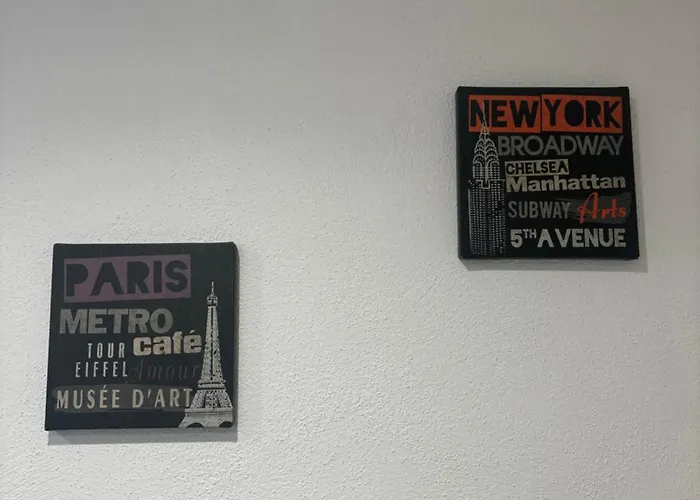 NEW YORK
BROADWAY
CHELSEA
Manhattan
SUBWAY Arts
5TH AVENUE
PARIS
METRO
TOUR café
EIFFEL Amour
MUSÉE D'ART